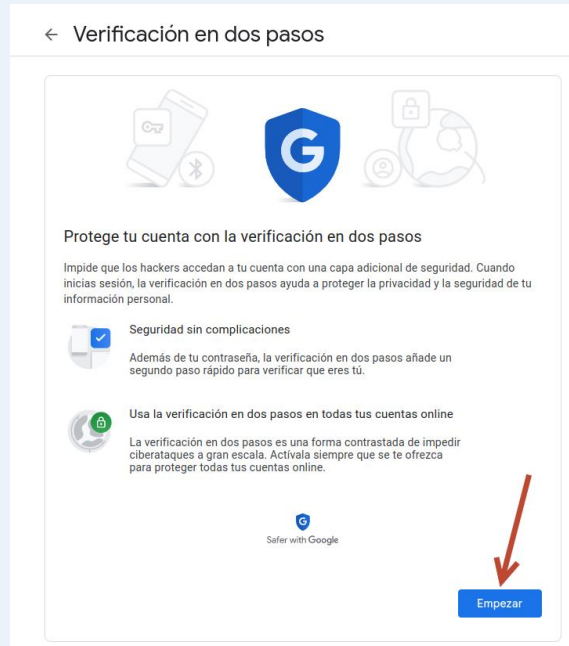 Verificación en dos pasos
G
Protege tu cuenta con la verificación en dos pasos
Impide que los hackers accedan a tu cuenta con una capa adicional de seguridad. Cuando
inicias sesión, la verificación en dos pasos ayuda a proteger la privacidad y la seguridad de tu
información personal.
Seguridad sin complicaciones
Además de tu contraseña, la verificación en dos pasos añade un
segundo paso rápido para verificar que eres tú.
Usa la verificación en dos pasos en todas tus cuentas online
La verificación en dos pasos es una forma contrastada de impedir
ciberataques a gran escala. Actívala siempre que se te ofrezca
para proteger todas tus cuentas online.
G
Safer with Google
Empezar